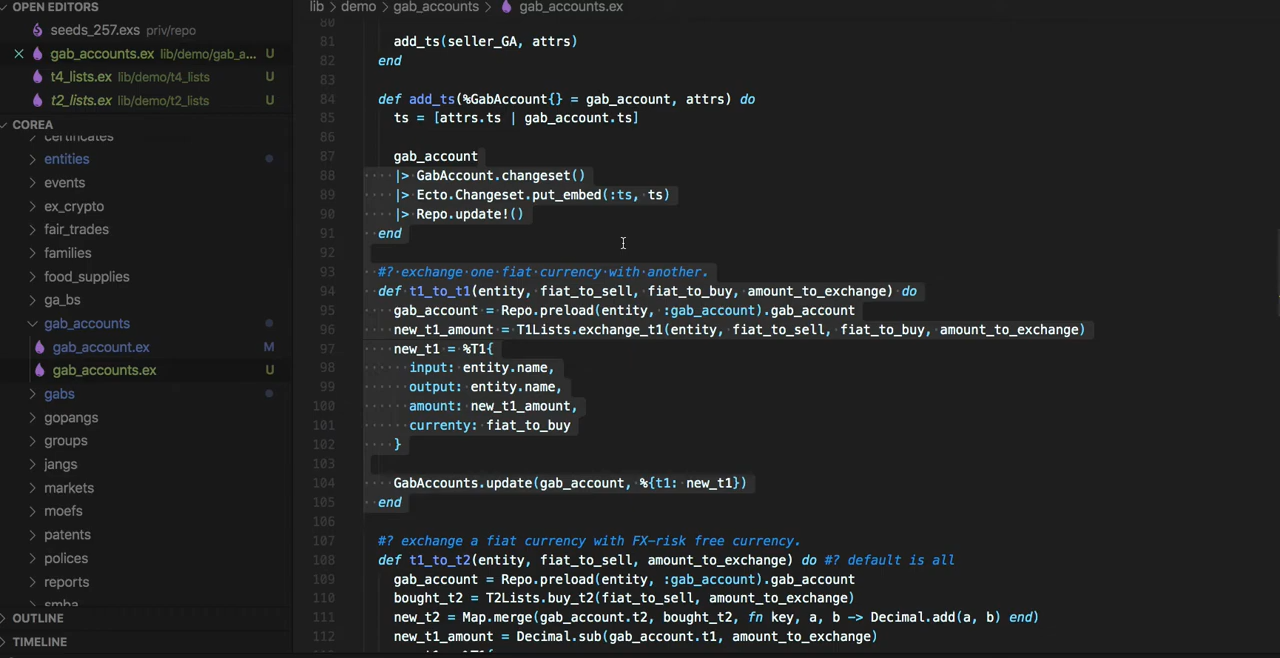 OPEN EDITORS
seeds_257.exs priv/repo
gab_accounts.ex lib/demo/gab_a... U
t4_lists.ex lib/demo/t4_lists U
t2_lists.ex lib/demo/t2_lists U
COREA
certificates
entities
events
ex_crypto
fair_trades
families
food_supplies
ga_bs
gab_accounts
gab_account.ex M
gab_accounts.ex U
gabs
gopangs
groups
jangs
markets
moefs
patents
polices
reports
smba
OUTLINE
TIMELINE
lib > demo > gab_accounts > gab_accounts.ex
80
81 add_ts(seller_GA, attrs)
82 end
83
84 def add_ts(%GabAccount{} = gab_account, attrs) do
85 ts = [attrs.ts | gab_account.ts]
86
87 gab_account
88 |> GabAccount.changeset()
89 |> Ecto.Changeset.put_embed(:ts, ts)
90 |> Repo.update!()
91 end
92
93 #? exchange one fiat currency with another.
94 def t1_to_t1(entity, fiat_to_sell, fiat_to_buy, amount_to_exchange) do
95 gab_account = Repo.preload(entity, :gab_account).gab_account
96 new_t1_amount = T1Lists.exchange_t1(entity, fiat_to_sell, fiat_to_buy, amount_to_exchange)
97 new_t1 = %T1{
98 input: entity.name,
99 output: entity.name,
100 amount: new_t1_amount,
101 currenty: fiat_to_buy
102 }
103
104 GabAccounts.update(gab_account, %{t1: new_t1})
105 end
106
107 #? exchange a fiat currency with FX-risk free currency.
108 def t1_to_t2(entity, fiat_to_sell, amount_to_exchange) do #? default is all
109 gab_account = Repo.preload(entity, :gab_account).gab_account
110 bought_t2 = T2Lists.buy_t2(fiat_to_sell, amount_to_exchange)
111 new_t2 = Map.merge(gab_account.t2, bought_t2, fn key, a, b -> Decimal.add(a, b) end)
112 new_t1_amount = Decimal.sub(gab_account.t1, amount_to_exchange)